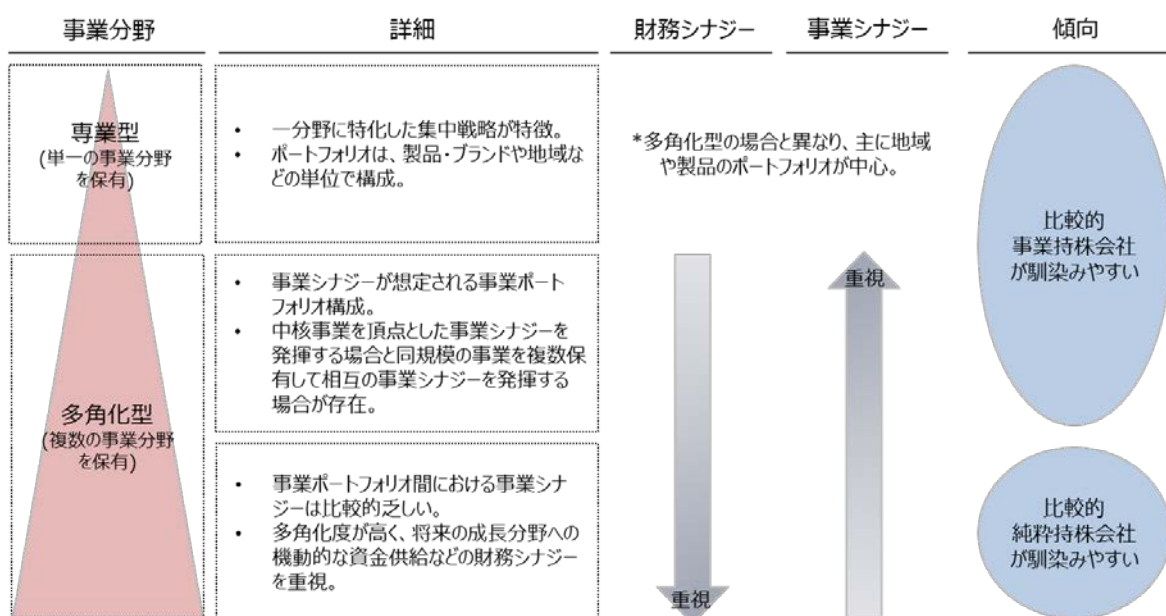 事業分野
詳細
財務シナジー
事業シナジー
傾向
専業型
(単一の事業分野
を保有)
• 一分野に特化した集中戦略が特徴。
• ポートフォリオは、製品・ブランドや地域な
どの単位で構成。
*多角化型の場合と異なり、主に地域
や製品のポートフォリオが中心。
比較的
事業持株会社
が馴染みやすい
多角化型
(複数の事業分野
を保有)
• 事業シナジーが想定される事業ポート
フォリオ構成。
• 中核事業を頂点とした事業シナジーを
発揮する場合と同規模の事業を複数保
有して相互の事業シナジーを発揮する
場合が存在。
重視
• 事業ポートフォリオ間における事業シナ
ジーは比較的乏しい。
• 多角化度が高く、将来の成長分野への
機動的な資金供給などの財務シナジー
を重視。
重視
比較的
純粋持株会社
が馴染みやすい